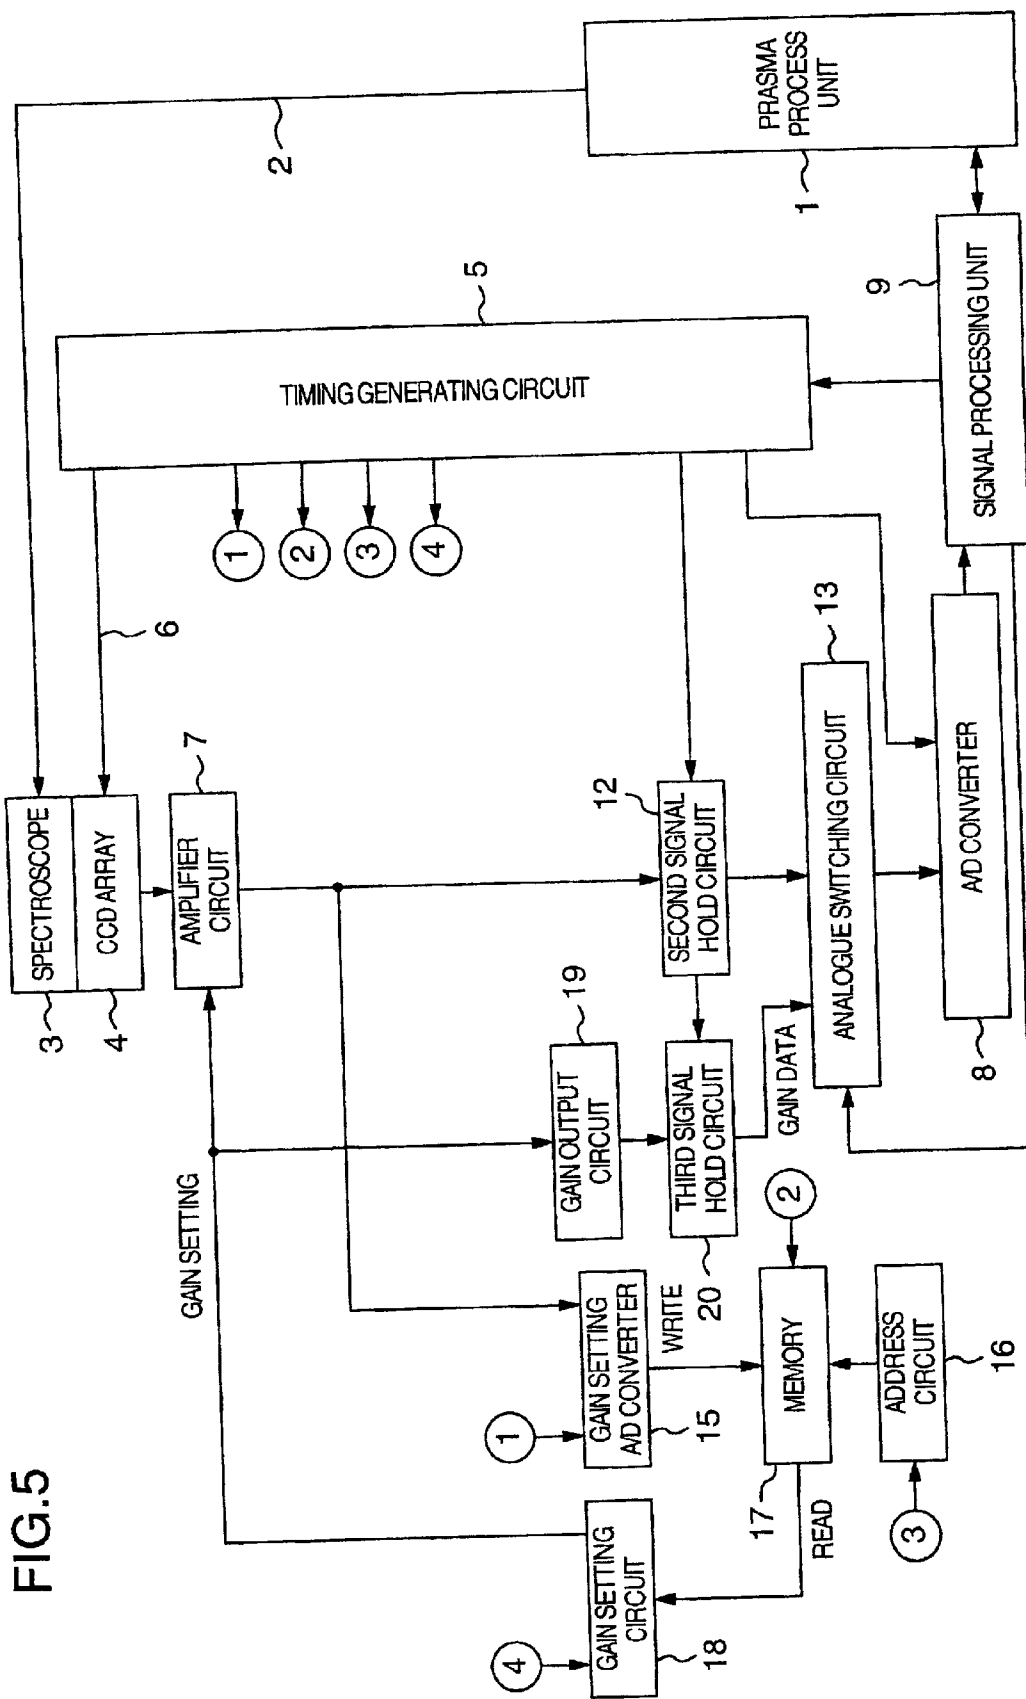 FIG.5
3
SPECTROSCOPE
4
CCD ARRAY
6
2
TIMING GENERATING CIRCUIT
5
1
2
3
4
GAIN SETTING
AMPLIFIER
CIRCUIT
7
PRASMA
PROCESS
UNIT
1
4
GAIN SETTING
CIRCUIT
18
1
GAIN SETTING
A/D CONVERTER
15
GAIN OUTPUT
CIRCUIT
19
THIRD SIGNAL
HOLD CIRCUIT
20
SECOND SIGNAL
HOLD CIRCUIT
12
WRITE
READ
2
MEMORY
17
GAIN DATA
ANALOGUE SWITCHING CIRCUIT
13
3
ADDRESS
CIRCUIT
16
A/D CONVERTER
8
SIGNAL PROCESSING UNIT
9